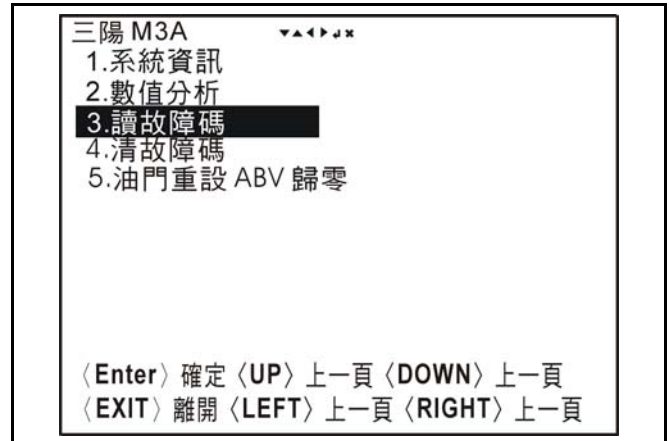 三陽 M3A ▼▲◀▶↲✖
1.系統資訊
2.數值分析
3.讀故障碼
4.清故障碼
5.油門重設 ABV 歸零
〈Enter〉確定〈UP〉上一頁〈DOWN〉上一頁
〈EXIT〉離開〈LEFT〉上一頁〈RIGHT〉上一頁